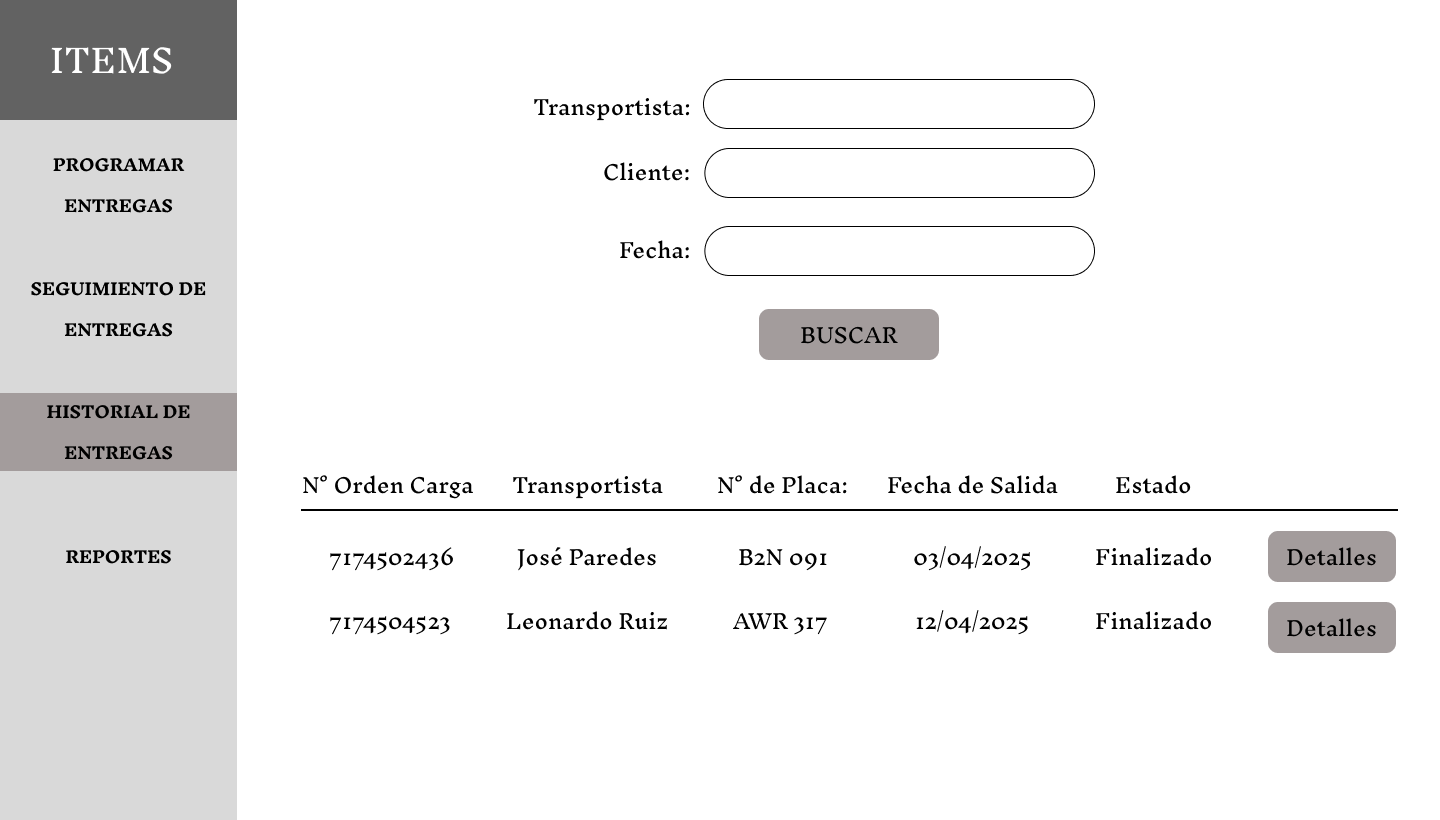 ITEMS
PROGRAMAR
ENTREGAS
SEGUIMIENTO DE
ENTREGAS
HISTORIAL DE
ENTREGAS
REPORTES
Transportista:
Cliente:
Fecha:
BUSCAR
N° Orden Carga Transportista N° de Placa: Fecha de Salida Estado
7174502436 José Paredes B2N 091 03/04/2025 Finalizado Detalles
7174504523 Leonardo Ruiz AWR 317 12/04/2025 Finalizado Detalles